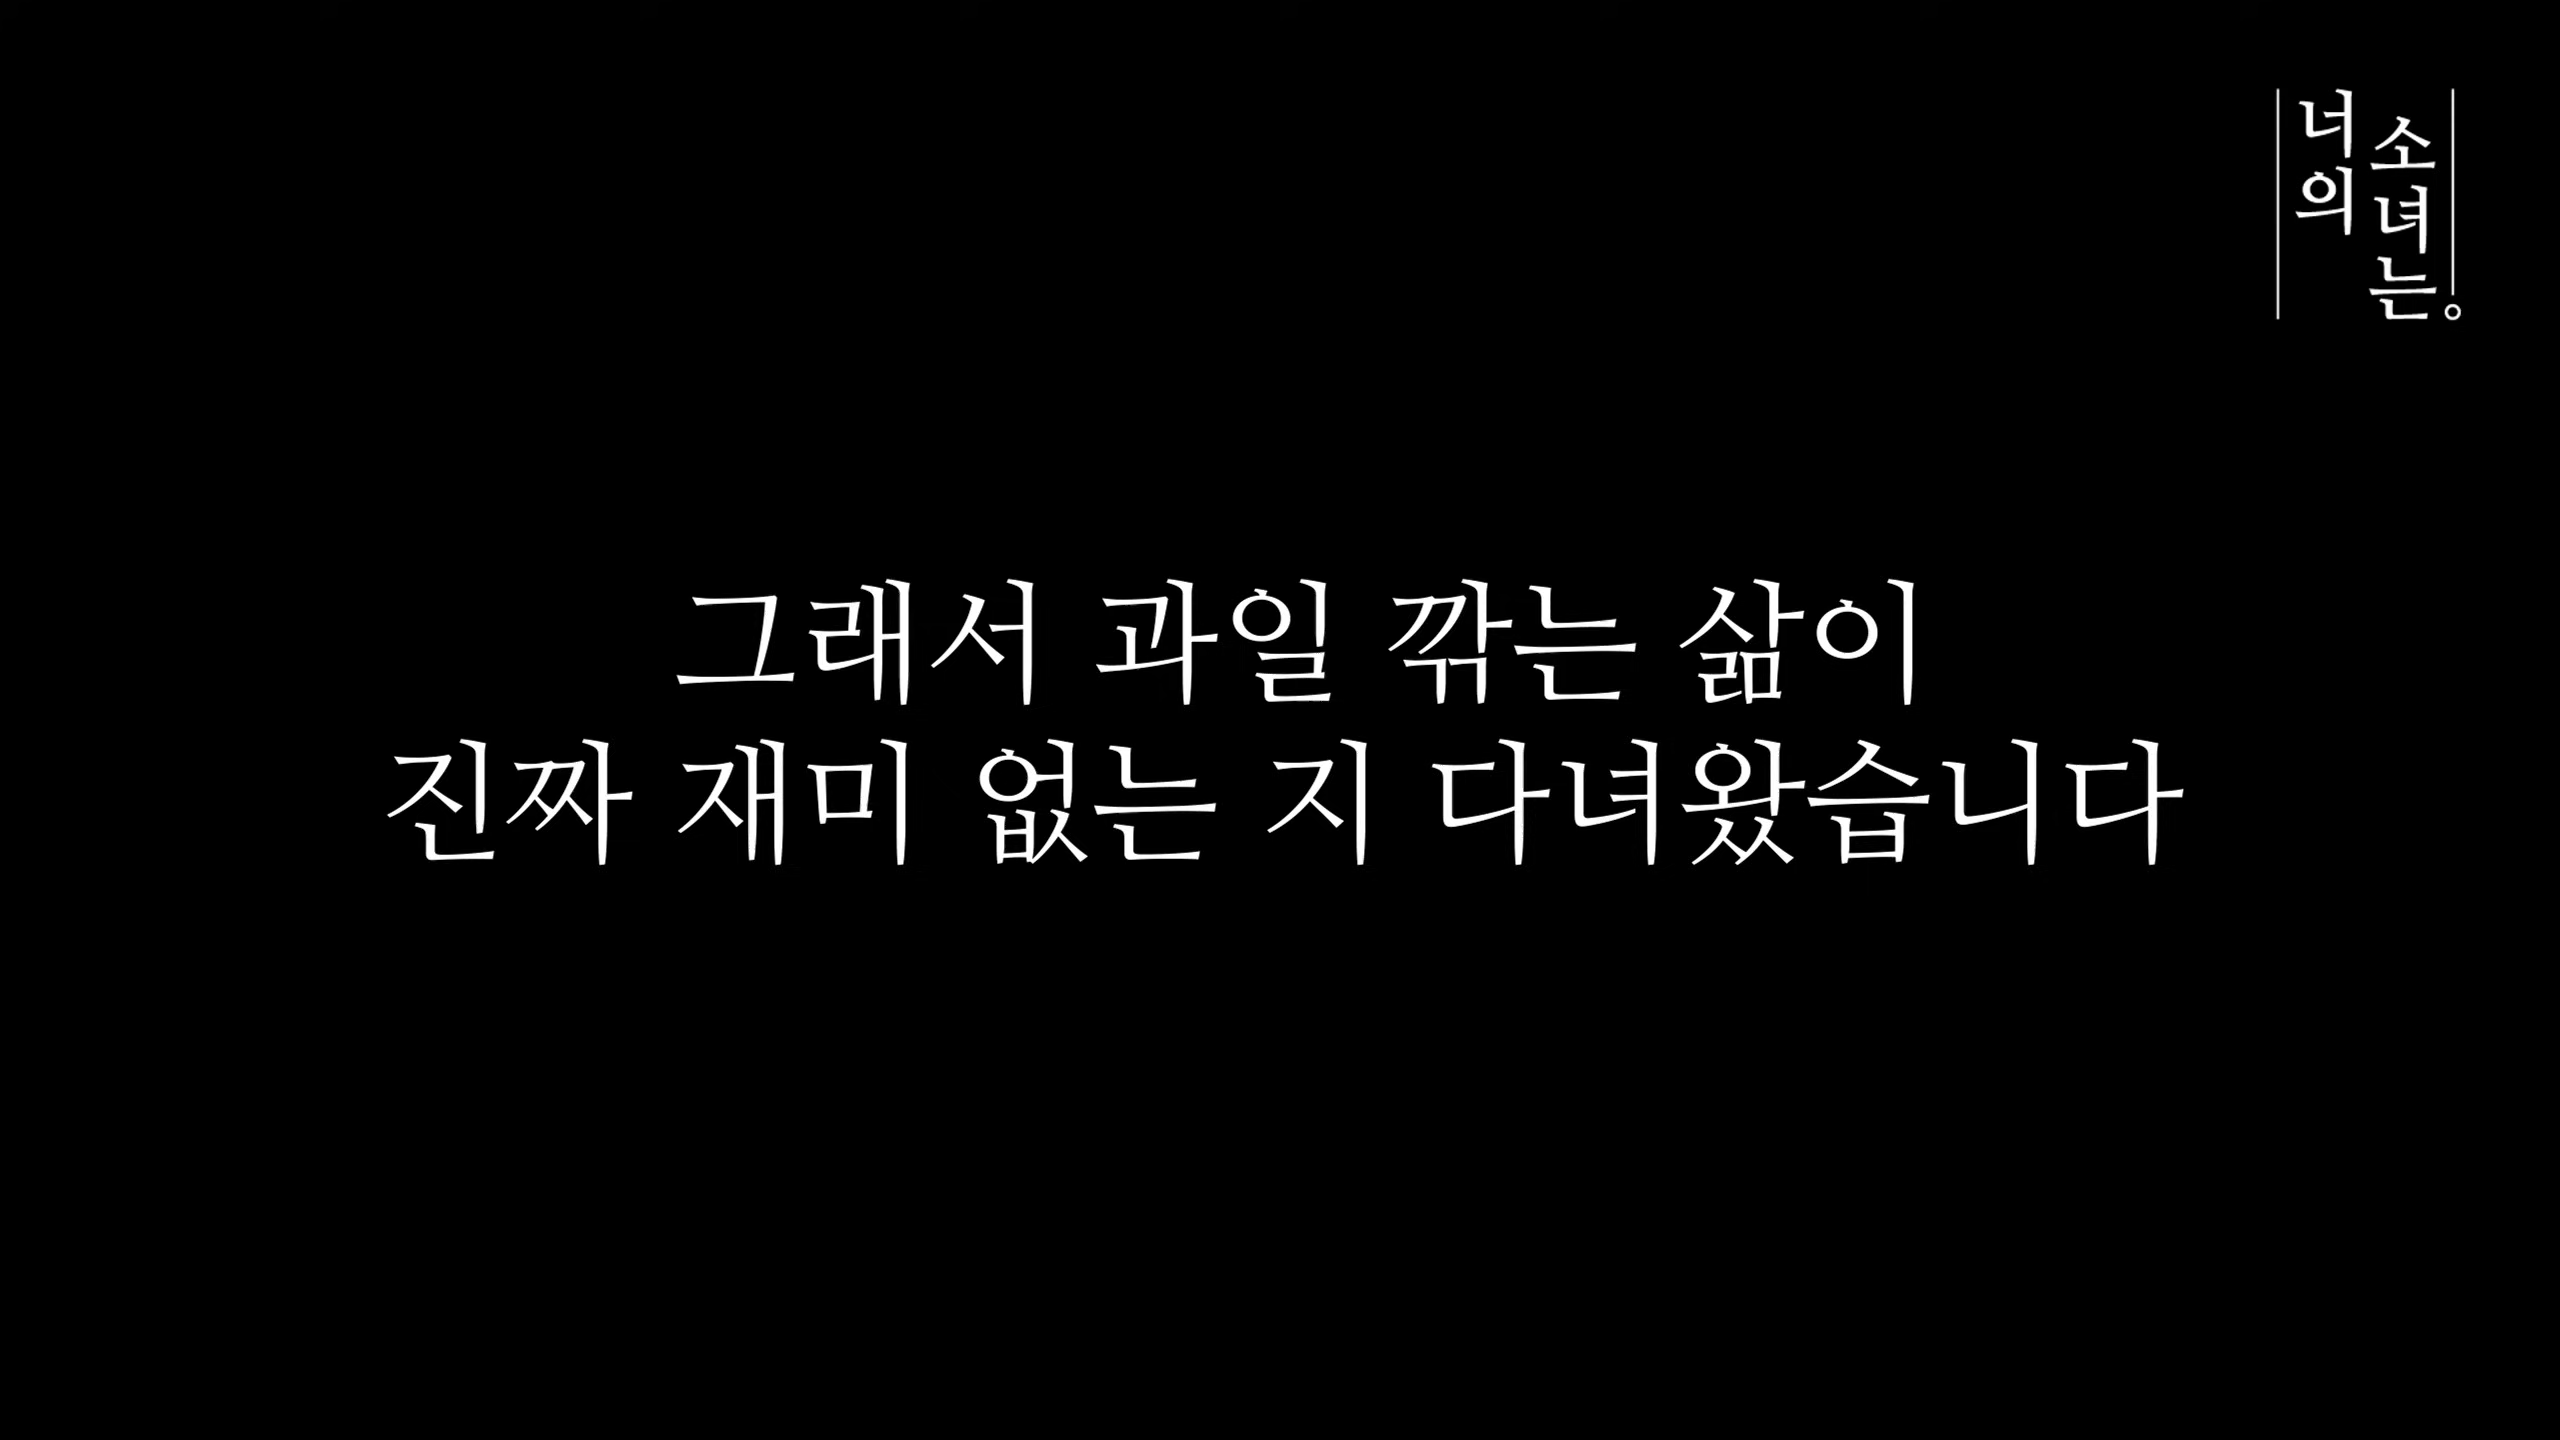 너의
소녀는。
그래서 과일 깎는 삶이
진짜 재미 없는 지 다녀왔습니다